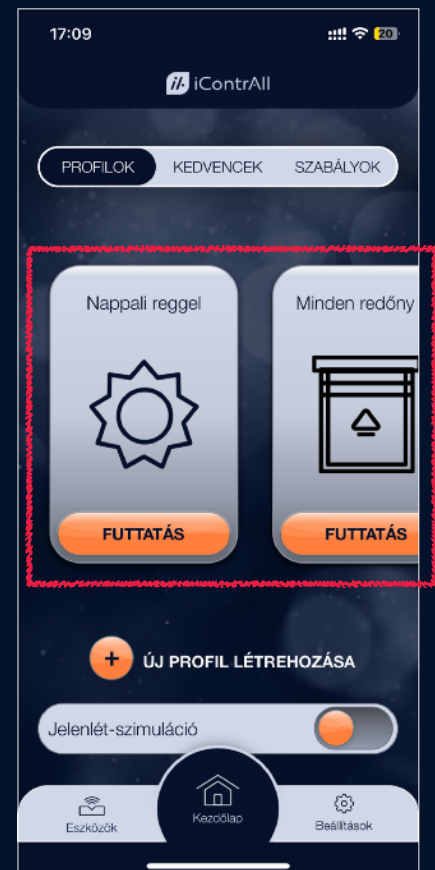 17:09 20
iContrAll
PROFILOK KEDVENCEK SZABÁLYOK
Nappali reggel Minden redőny
FUTTATÁS FUTTATÁS
+ ÚJ PROFIL LÉTREHOZÁSA
Jelenlét-szimuláció
Eszközök Kezdőlap Beállítások